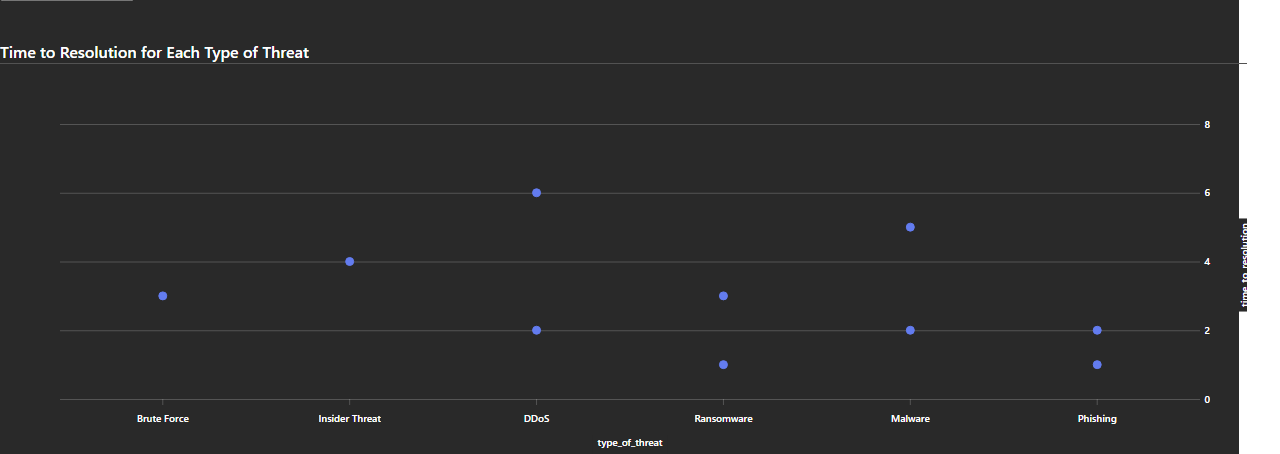 Time to Resolution for Each Type of Threat
8
6
4
2
0
time_to_resolution
Brute Force
Insider Threat
DDoS
Ransomware
Malware
Phishing
type_of_threat